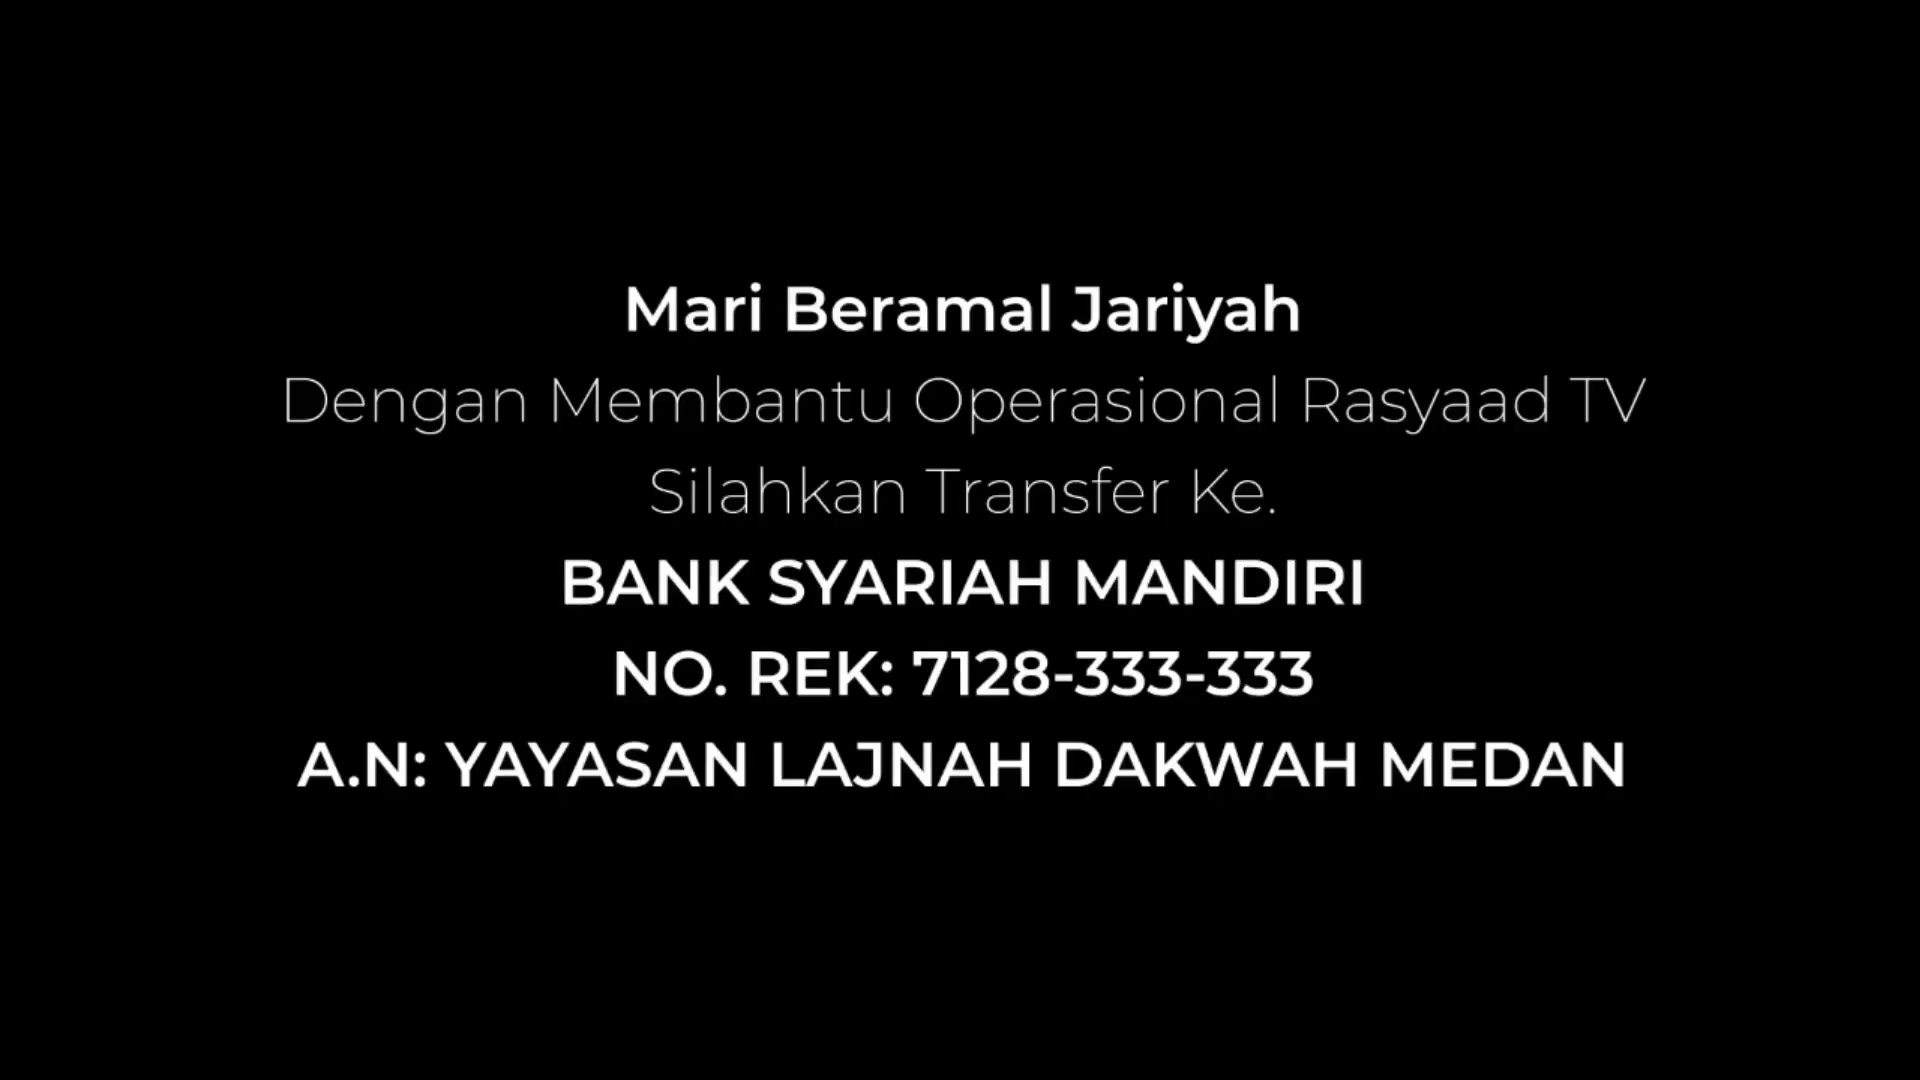 Mari Beramal Jariyah
Dengan Membantu Operasional Rasyaad TV
Silahkan Transfer Ke.
BANK SYARIAH MANDIRI
NO. REK: 7128-333-333
A.N: YAYASAN LAJNAH DAKWAH MEDAN